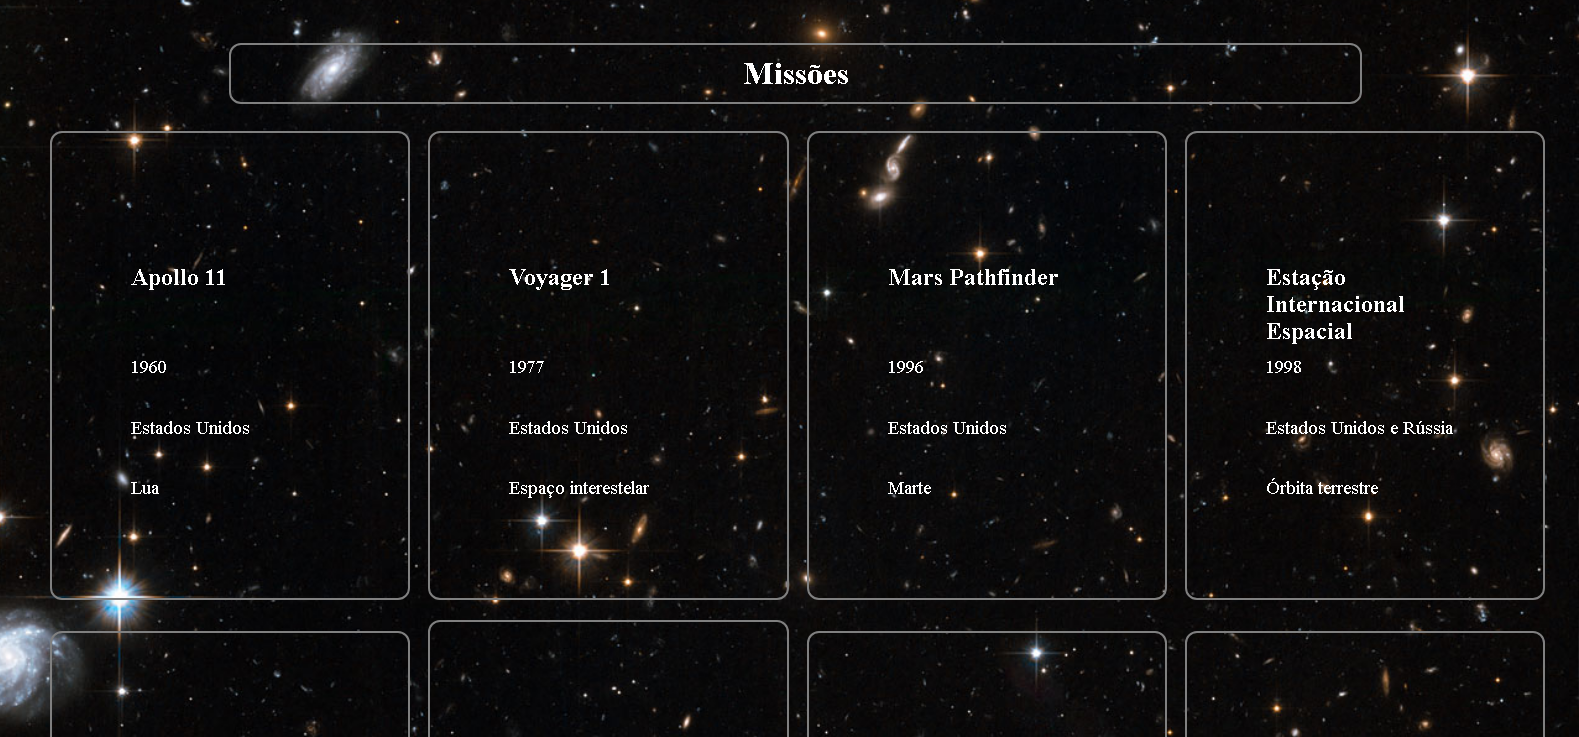 Missões
Apollo 11
1960
Estados Unidos
Lua
Voyager 1
1977
Estados Unidos
Espaço interestelar
Mars Pathfinder
1996
Estados Unidos
Marte
Estação
Internacional
Espacial
1998
Estados Unidos e Rússia
Órbita terrestre